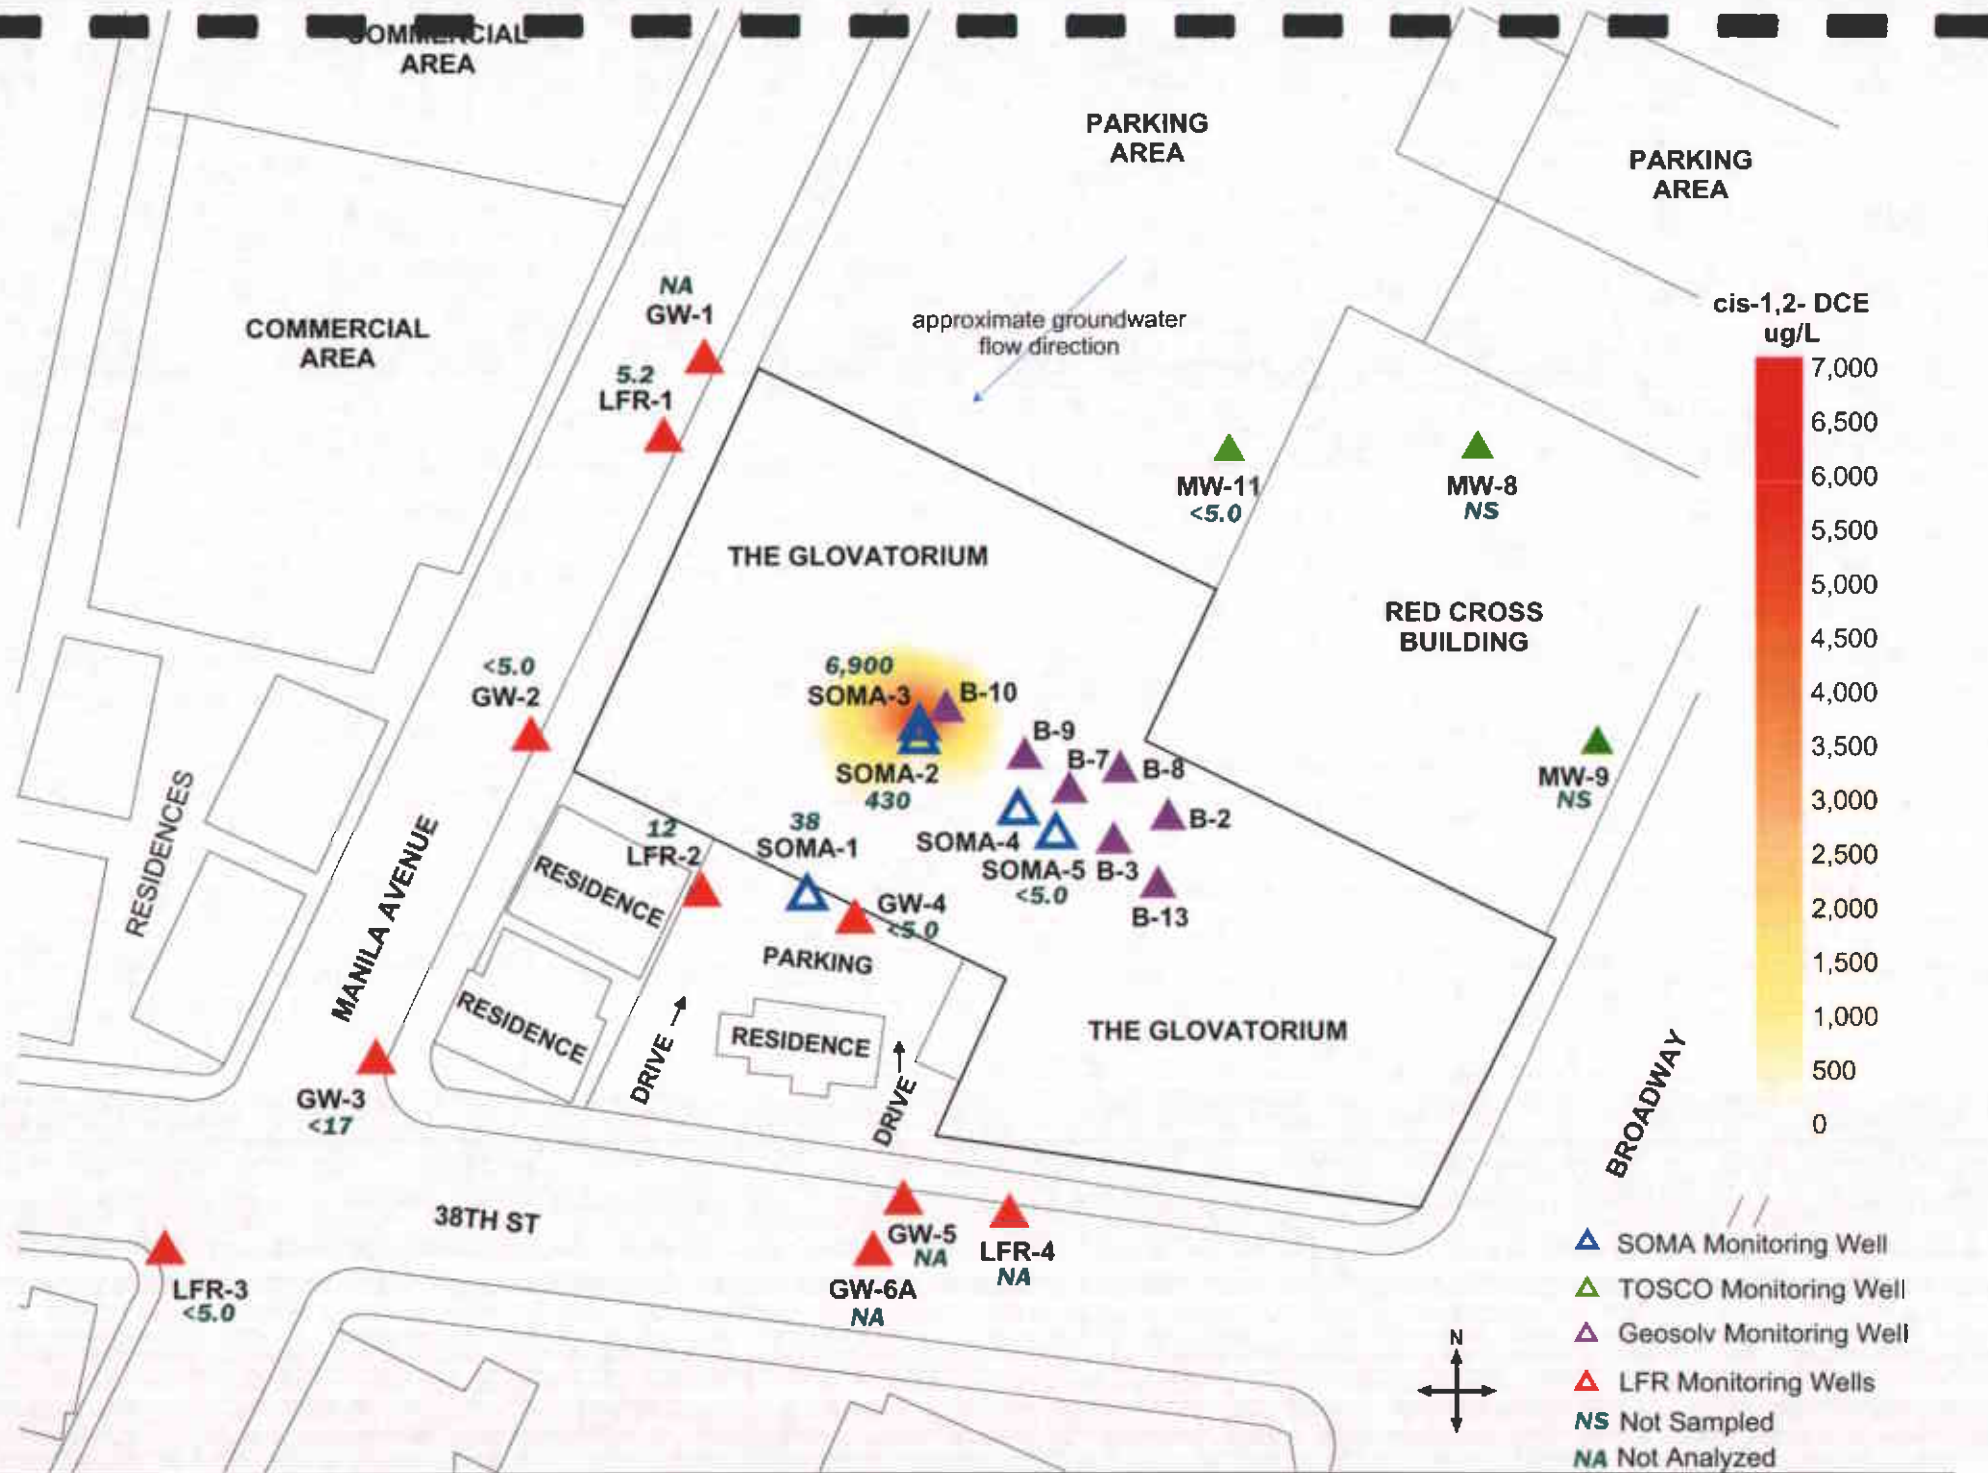 COMMERCIAL
AREA
PARKING
AREA
PARKING
AREA
NA
GW-1
5.2
LFR-1
COMMERCIAL
AREA
approximate groundwater
flow direction
cis-1,2- DCE
ug/L
7,000
6,500
6,000
5,500
5,000
4,500
4,000
3,500
3,000
2,500
2,000
1,500
1,000
500
0
MW-11
<5.0
MW-8
NS
THE GLOVATORIUM
RED CROSS
BUILDING
<5.0
GW-2
6,900
SOMA-3
B-10
B-9
B-7
B-8
SOMA-2
430
MW-9
NS
B-2
RESIDENCES
MANILA AVENUE
12
LFR-2
38
SOMA-1
SOMA-4
SOMA-5
<5.0
B-3
B-13
RESIDENCE
GW-4
<5.0
PARKING
RESIDENCE
RESIDENCE
THE GLOVATORIUM
DRIVE
DRIVE
BROADWAY
GW-3
<17
38TH ST
GW-5
NA
LFR-4
NA
GW-6A
NA
LFR-3
<5.0
N
SOMA Monitoring Well
TOSCO Monitoring Well
Geosolv Monitoring Well
LFR Monitoring Wells
NS Not Sampled
NA Not Analyzed